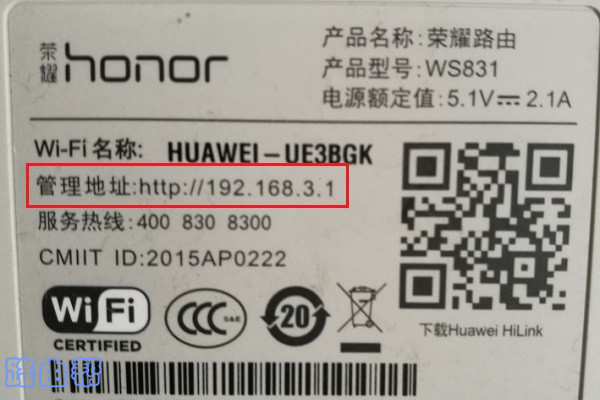 荣耀 honor
产品名称:荣耀路由
产品型号:WS831
电源额定值:5.1V⎓2.1A
Wi-Fi 名称: HUAWEI-UE3BGK
管理地址:http://192.168.3.1
服务热线:400 830 8300
CMIIT ID:2015AP0222
WiFi
CERTIFIED
CCC
S&E
20
下载Huawei HiLink
路由帮